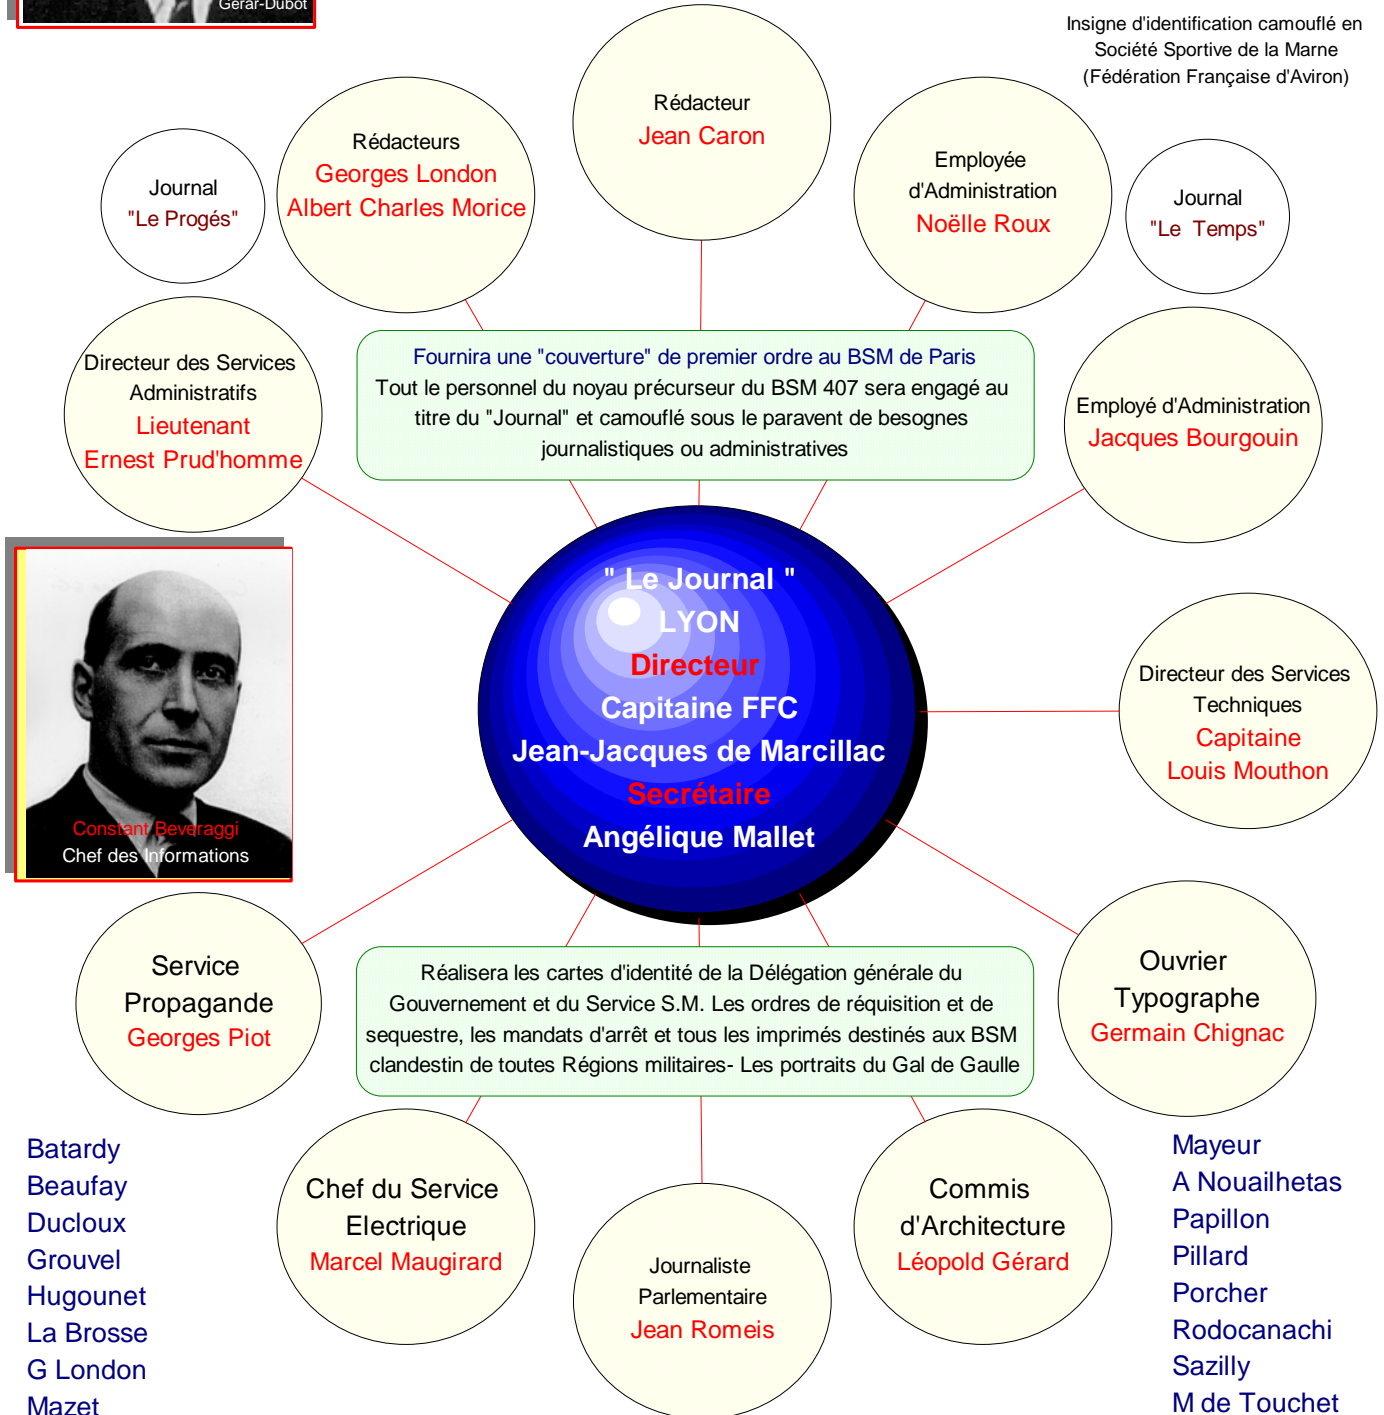 Gérar-Dubot
Insigne d'identification camouflé en
Société Sportive de la Marne
(Fédération Française d'Aviron)
Rédacteur
Jean Caron
Rédacteurs
Georges London
Albert Charles Morice
Employée
d'Administration
Noëlle Roux
Journal
"Le Progés"
Journal
"Le Temps"
Directeur des Services
Administratifs
Lieutenant
Ernest Prud'homme
Fournira une "couverture" de premier ordre au BSM de Paris
Tout le personnel du noyau précurseur du BSM 407 sera engagé au
titre du "Journal" et camouflé sous le paravent de besognes
journalistiques ou administratives
Employé d'Administration
Jacques Bourgouin
" Le Journal "
LYON
Directeur
Capitaine FFC
Jean-Jacques de Marcillac
Secrétaire
Angélique Mallet
Directeur des Services
Techniques
Capitaine
Louis Mouthon
Constant Beveraggi
Chef des Informations
Service
Propagande
Georges Piot
Réalisera les cartes d'identité de la Délégation générale du
Gouvernement et du Service S.M. Les ordres de réquisition et de
sequestre, les mandats d'arrêt et tous les imprimés destinés aux BSM
clandestin de toutes Régions militaires- Les portraits du Gal de Gaulle
Ouvrier
Typographe
Germain Chignac
Chef du Service
Electrique
Marcel Maugirard
Journaliste
Parlementaire
Jean Romeis
Commis
d'Architecture
Léopold Gérard
Batardy
Beaufay
Ducloux
Grouvel
Hugounet
La Brosse
G London
Mazet
Mayeur
A Nouailhetas
Papillon
Pillard
Porcher
Rodocanachi
Sazilly
M de Touchet